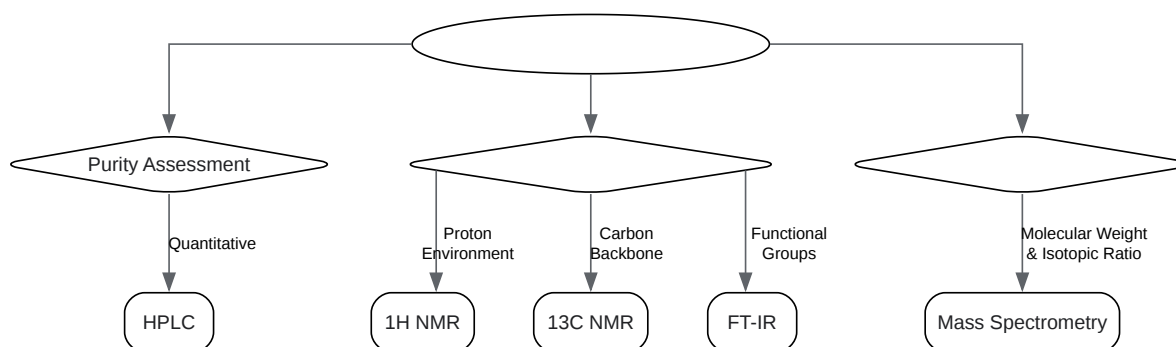 Purity Assessment
Quantitative
Proton
Environment
Carbon
Backbone
Functional
Groups
Molecular Weight
& Isotopic Ratio
HPLC
1H NMR
13C NMR
FT-IR
Mass Spectrometry